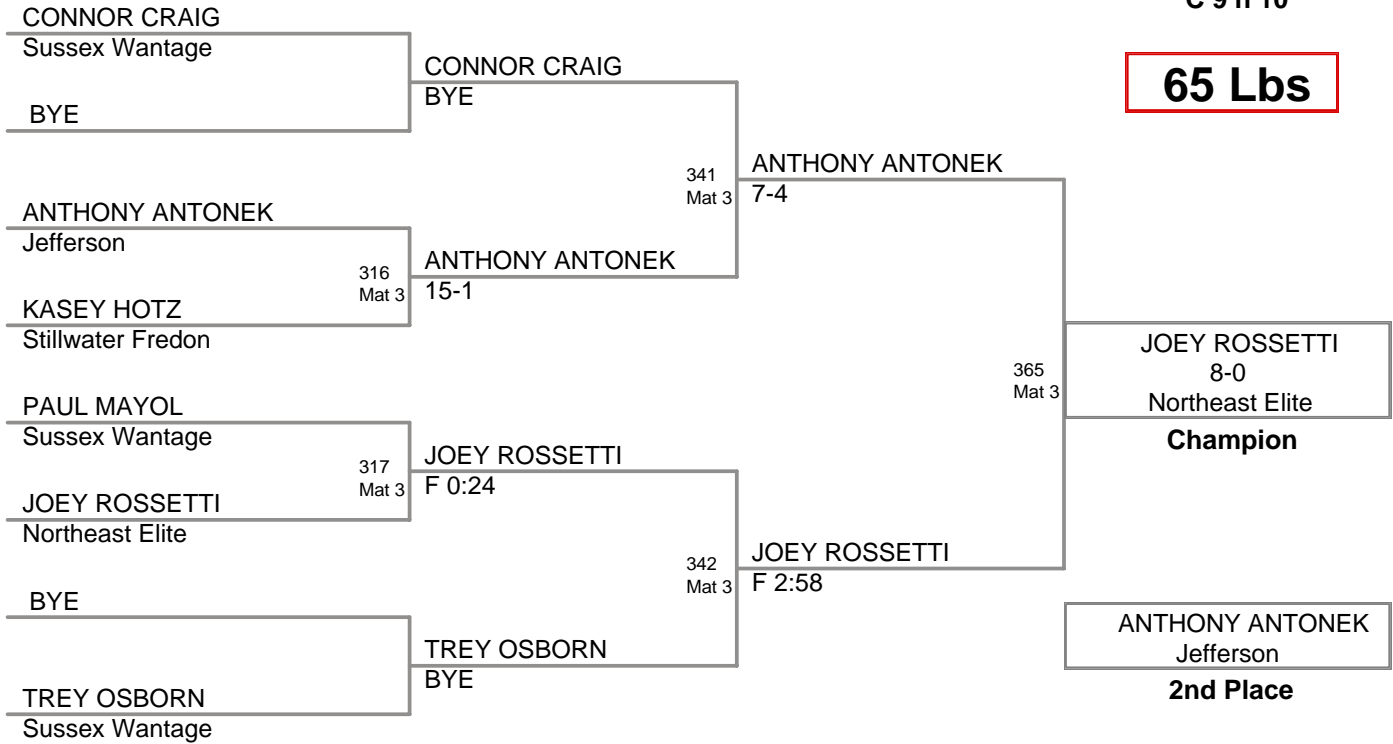 CONNOR CRAIG
Sussex Wantage
BYE
ANTHONY ANTONEK
Jefferson
316
Mat 3
KASEY HOTZ
Stillwater Fredon
PAUL MAYOL
Sussex Wantage
317
Mat 3
JOEY ROSSETTI
Northeast Elite
BYE
TREY OSBORN
Sussex Wantage
CONNOR CRAIG
BYE
341
Mat 3
ANTHONY ANTONEK
15-1
JOEY ROSSETTI
F 0:24
342
Mat 3
TREY OSBORN
BYE
ANTHONY ANTONEK
7-4
365
Mat 3
JOEY ROSSETTI
F 2:58
65 Lbs
JOEY ROSSETTI
8-0
Northeast Elite
Champion
ANTHONY ANTONEK
Jefferson
2nd Place